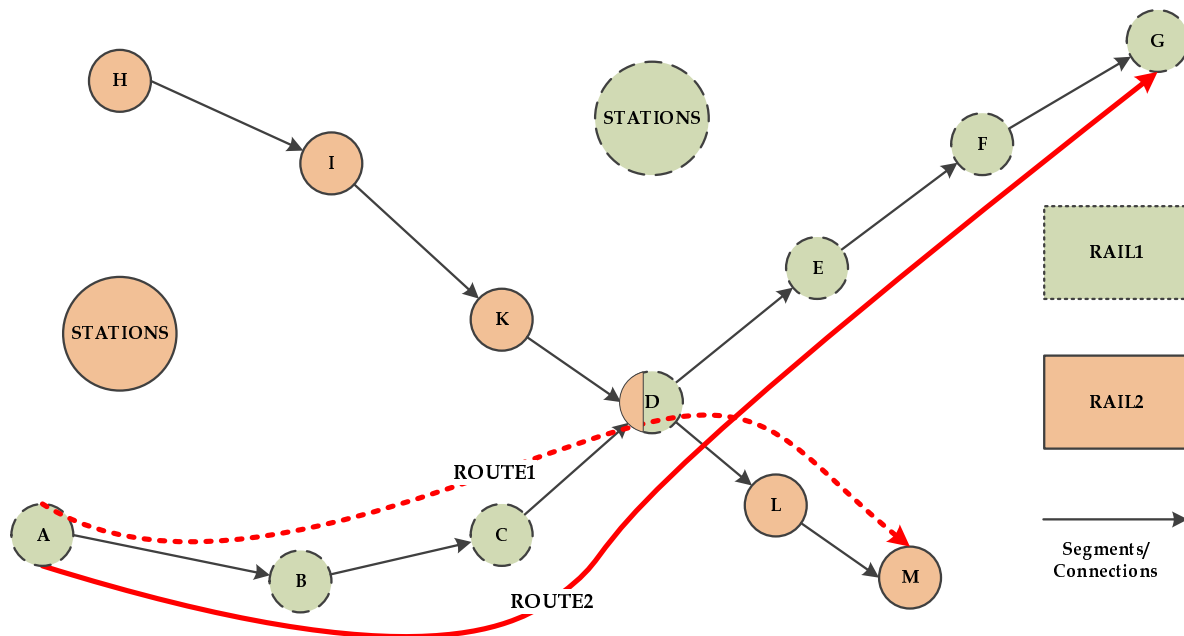 G
H
STATIONS
F
I
RAIL1
E
K
STATIONS
D
RAIL2
ROUTE1
L
A
C
Segments/
Connections
B
M
ROUTE2